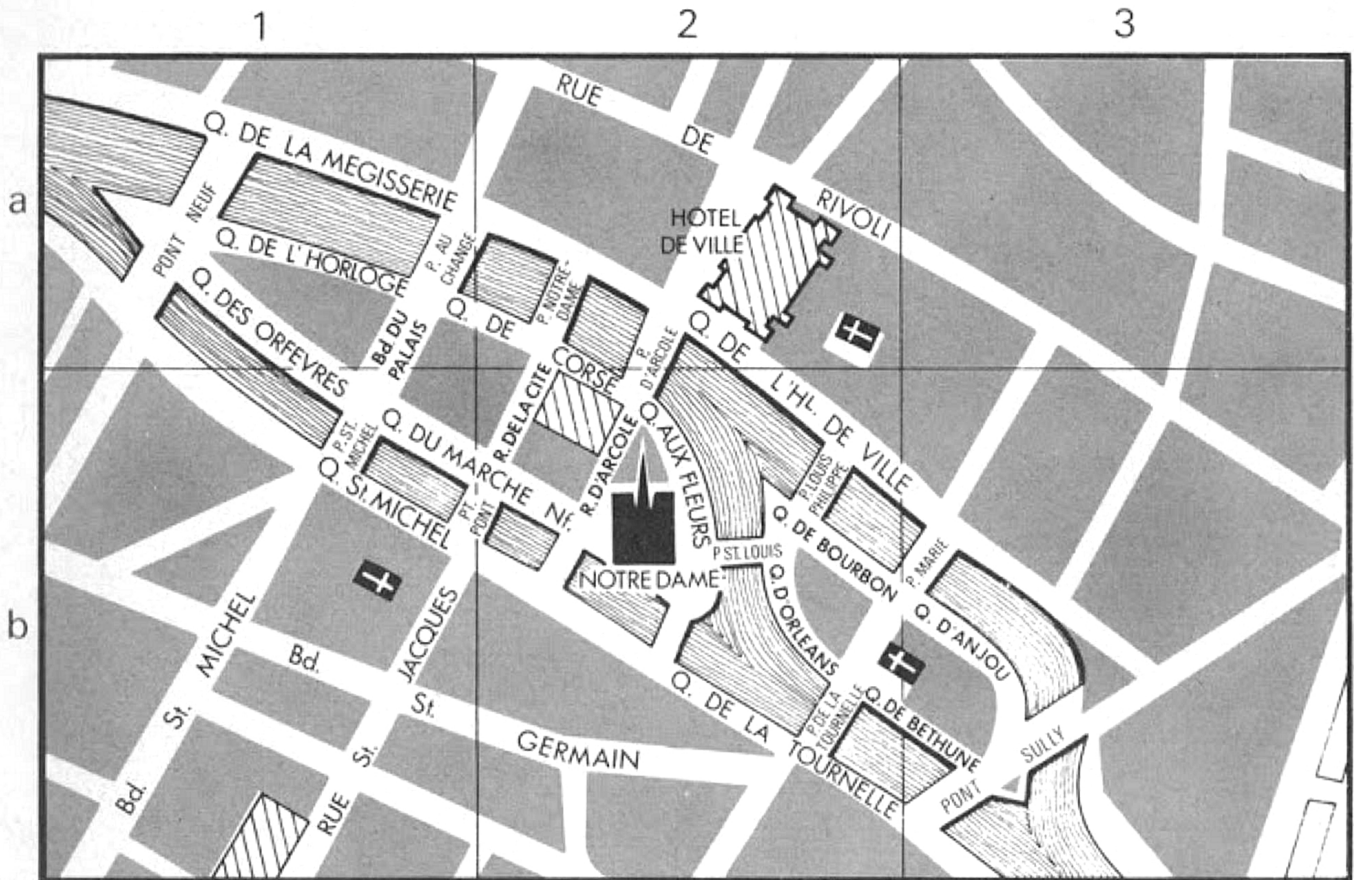 1
2
3
a
b
RUE DE RIVOLI
Q. DE LA MEGISSERIE
PONT NEUF
Q. DE L'HORLOGE
P. AU
CHANGE
P. NOTRE-
DAME
HOTEL
DE VILLE
Q. DES ORFEVRES
Bd. DU
PALAIS
Q. DE CORSE
P.
D'ARCOLE
Q. DE L'HL. DE VILLE
R. DE LA CITE
R. D'ARCOLE
Q. AUX FLEURS
P. ST.
MICHEL
Q. DU MARCHE Nf.
Q. St. MICHEL
PT.
PONT
P. LOUIS
PHILIPPE
Q. DE BOURBON
P. MARIE
P ST. LOUIS
NOTRE DAME
Q. D'ORLEANS
Q. D'ANJOU
Bd. St. MICHEL
RUE St. JACQUES
Bd. St. GERMAIN
Q. DE LA TOURNELLE
P. DE LA
TOURNELLE
Q. DE BETHUNE
PONT SULLY